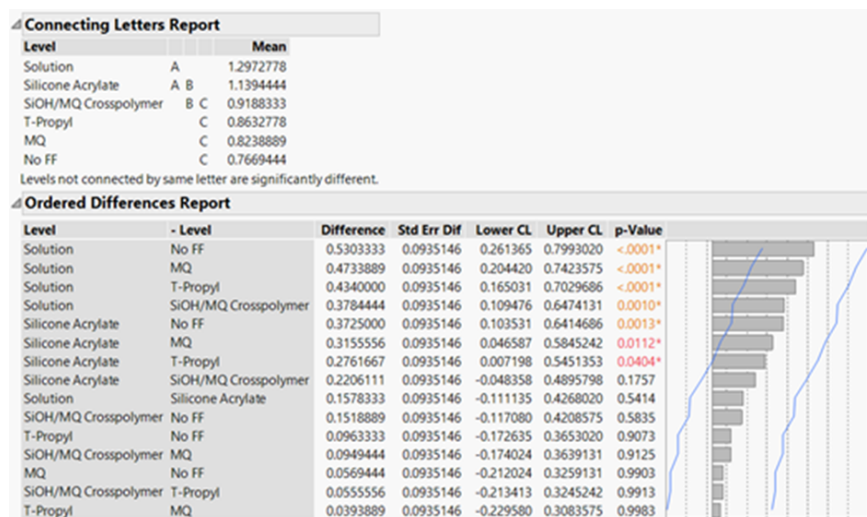 Connecting Letters Report
Level Mean
Solution A 1.2972778
Silicone Acrylate A B 1.1394444
SiOH/MQ Crosspolymer B C 0.9188333
T-Propyl C 0.8632778
MQ C 0.8238889
No FF C 0.7669444
Levels not connected by same letter are significantly different.
Ordered Differences Report
Level - Level Difference Std Err Dif Lower CL Upper CL p-Value
Solution No FF 0.5303333 0.0935146 0.261365 0.7993020 <.0001*
Solution MQ 0.4733889 0.0935146 0.204420 0.7423575 <.0001*
Solution T-Propyl 0.4340000 0.0935146 0.165031 0.7029686 <.0001*
Solution SiOH/MQ Crosspolymer 0.3784444 0.0935146 0.109476 0.6474131 0.0010*
Silicone Acrylate No FF 0.3725000 0.0935146 0.103531 0.6414686 0.0013*
Silicone Acrylate MQ 0.3155556 0.0935146 0.046587 0.5845242 0.0112*
Silicone Acrylate T-Propyl 0.2761667 0.0935146 0.007198 0.5451353 0.0404*
Silicone Acrylate SiOH/MQ Crosspolymer 0.2206111 0.0935146 -0.048358 0.4895798 0.1757
Solution Silicone Acrylate 0.1578333 0.0935146 -0.111135 0.4268020 0.5414
SiOH/MQ Crosspolymer No FF 0.1518889 0.0935146 -0.117080 0.4208575 0.5835
T-Propyl No FF 0.0963333 0.0935146 -0.172635 0.3653020 0.9073
SiOH/MQ Crosspolymer MQ 0.0949444 0.0935146 -0.174024 0.3639131 0.9125
MQ No FF 0.0569444 0.0935146 -0.212024 0.3259131 0.9903
SiOH/MQ Crosspolymer T-Propyl 0.0555556 0.0935146 -0.213413 0.3245242 0.9913
T-Propyl MQ 0.0393889 0.0935146 -0.229580 0.3083575 0.9983